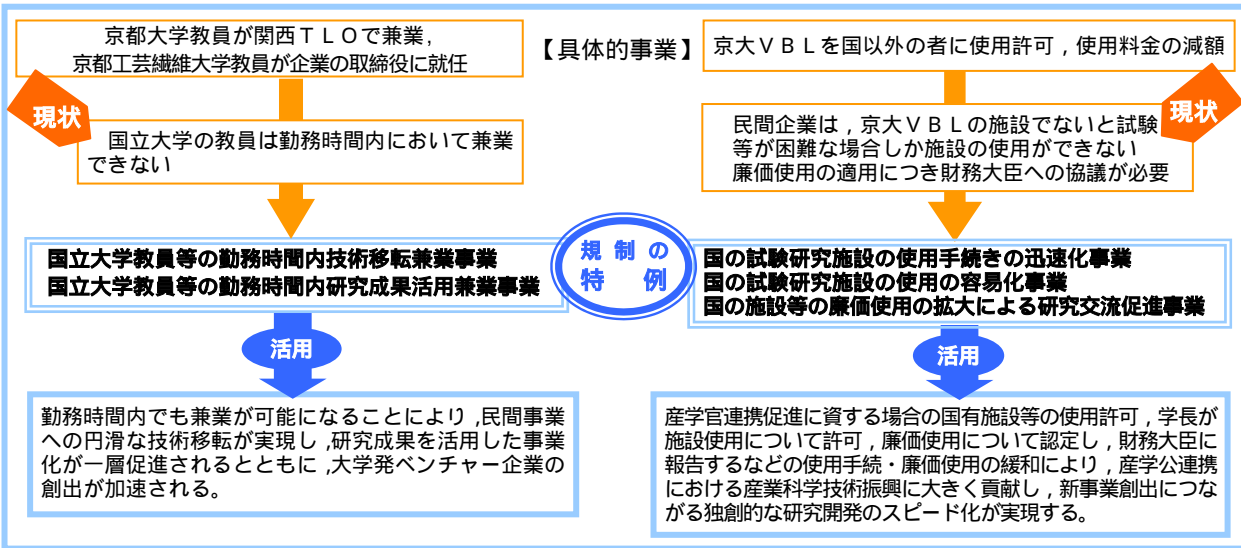 京都大学教員が関西ＴＬＯで兼業，
京都工芸繊維大学教員が企業の取締役に就任
【具体的事業】
京大ＶＢＬを国以外の者に使用許可，使用料金の減額
現状
国立大学の教員は勤務時間内において兼業
できない
現状
民間企業は，京大ＶＢＬの施設でないと試験
等が困難な場合しか施設の使用ができない
廉価使用の適用につき財務大臣への協議が必要
国立大学教員等の勤務時間内技術移転兼業事業
国立大学教員等の勤務時間内研究成果活用兼業事業
規制の
特例
国の試験研究施設の使用手続きの迅速化事業
国の試験研究施設の使用の容易化事業
国の施設等の廉価使用の拡大による研究交流促進事業
活用
活用
勤務時間内でも兼業が可能になることにより，民間事業
への円滑な技術移転が実現し，研究成果を活用した事業
化が一層促進されるとともに，大学発ベンチャー企業の
創出が加速される。
産学官連携促進に資する場合の国有施設等の使用許可，学長が
施設使用について許可，廉価使用について認定し，財務大臣に
報告するなどの使用手続・廉価使用の緩和により，産学公連携
における産業科学技術振興に大きく貢献し，新事業創出につな
がる独創的な研究開発のスピード化が実現する。